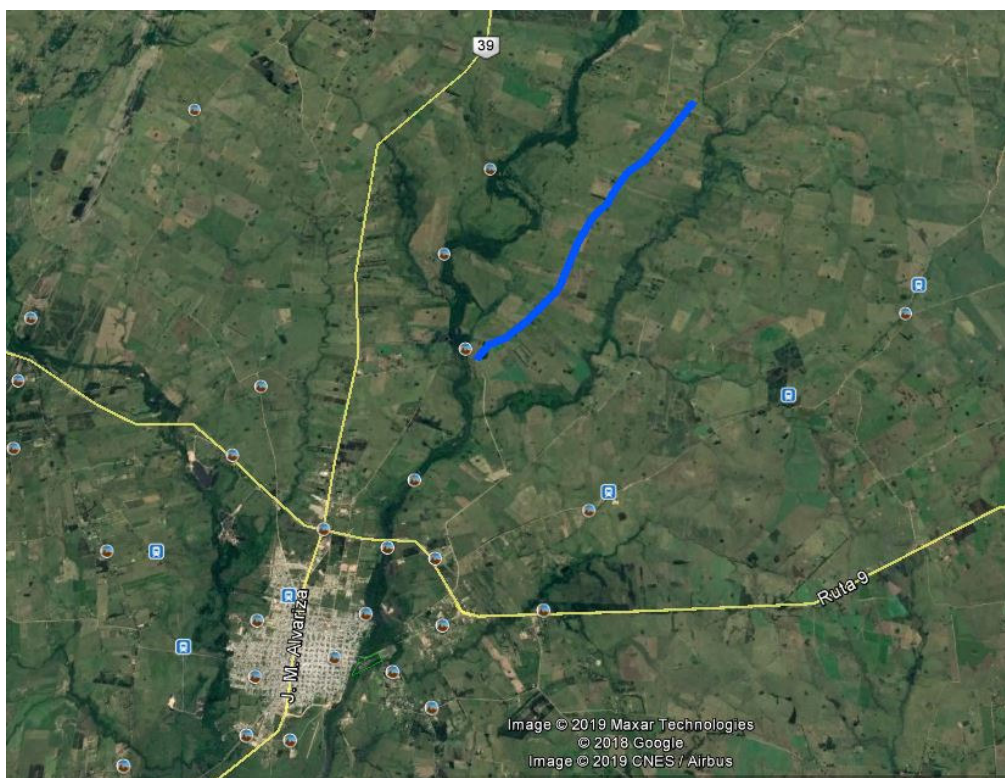 39
Ruta 9
J. M. Alvariza
Image © 2019 Maxar Technologies
© 2018 Google
Image © 2019 CNES / Airbus